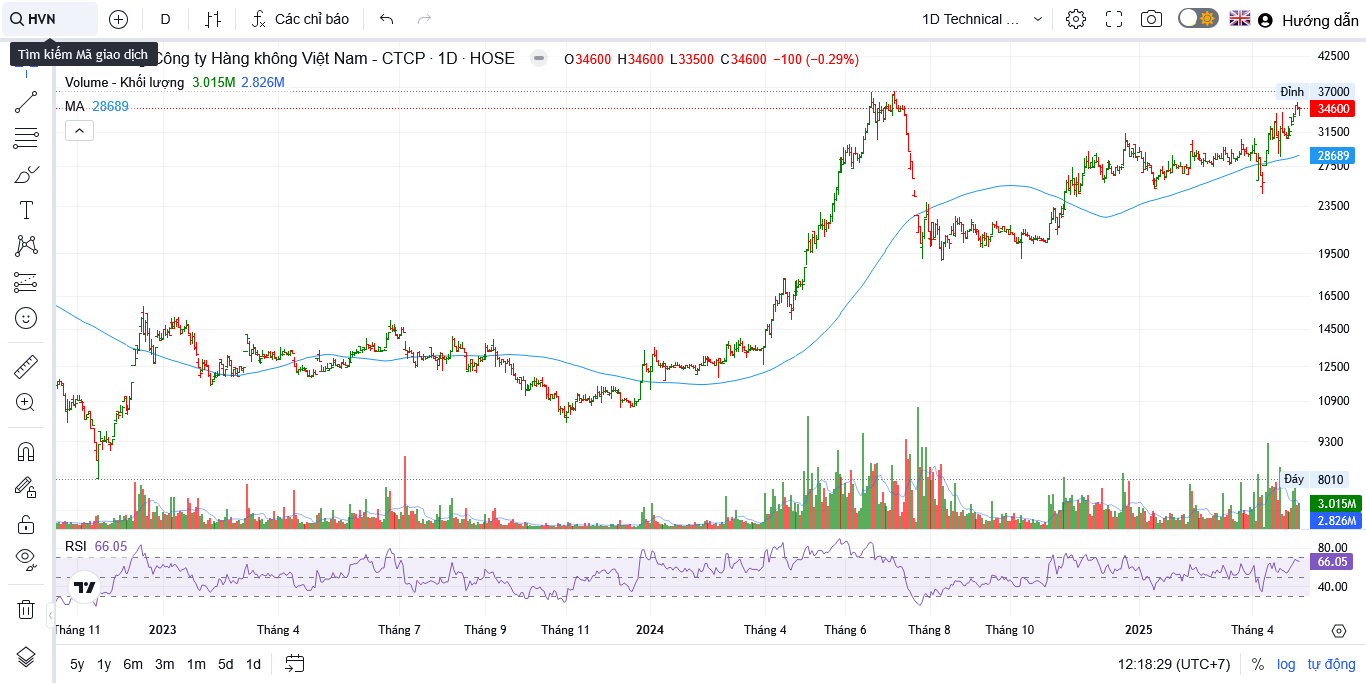 HVN D Các chỉ báo 1D Technical ... Hướng dẫn
Tìm kiếm Mã giao dịch
Công ty Hàng không Việt Nam - CTCP · 1D · HOSE O34600 H34600 L33500 C34600 −100 (−0.29%)
Volume - Khối lượng 3.015M 2.826M
MA 28689
42500
Đỉnh 37000
34600
31500
28689
27500
23500
19500
16500
14500
12500
10900
9300
Đáy 8010
3.015M
2.826M
RSI 66.05
80.00
66.05
40.00
Tháng 11 2023 Tháng 4 Tháng 7 Tháng 9 Tháng 11 2024 Tháng 4 Tháng 6 Tháng 8 Tháng 10 2025 Tháng 4
5y 1y 6m 3m 1m 5d 1d 12:18:29 (UTC+7) % log tự động